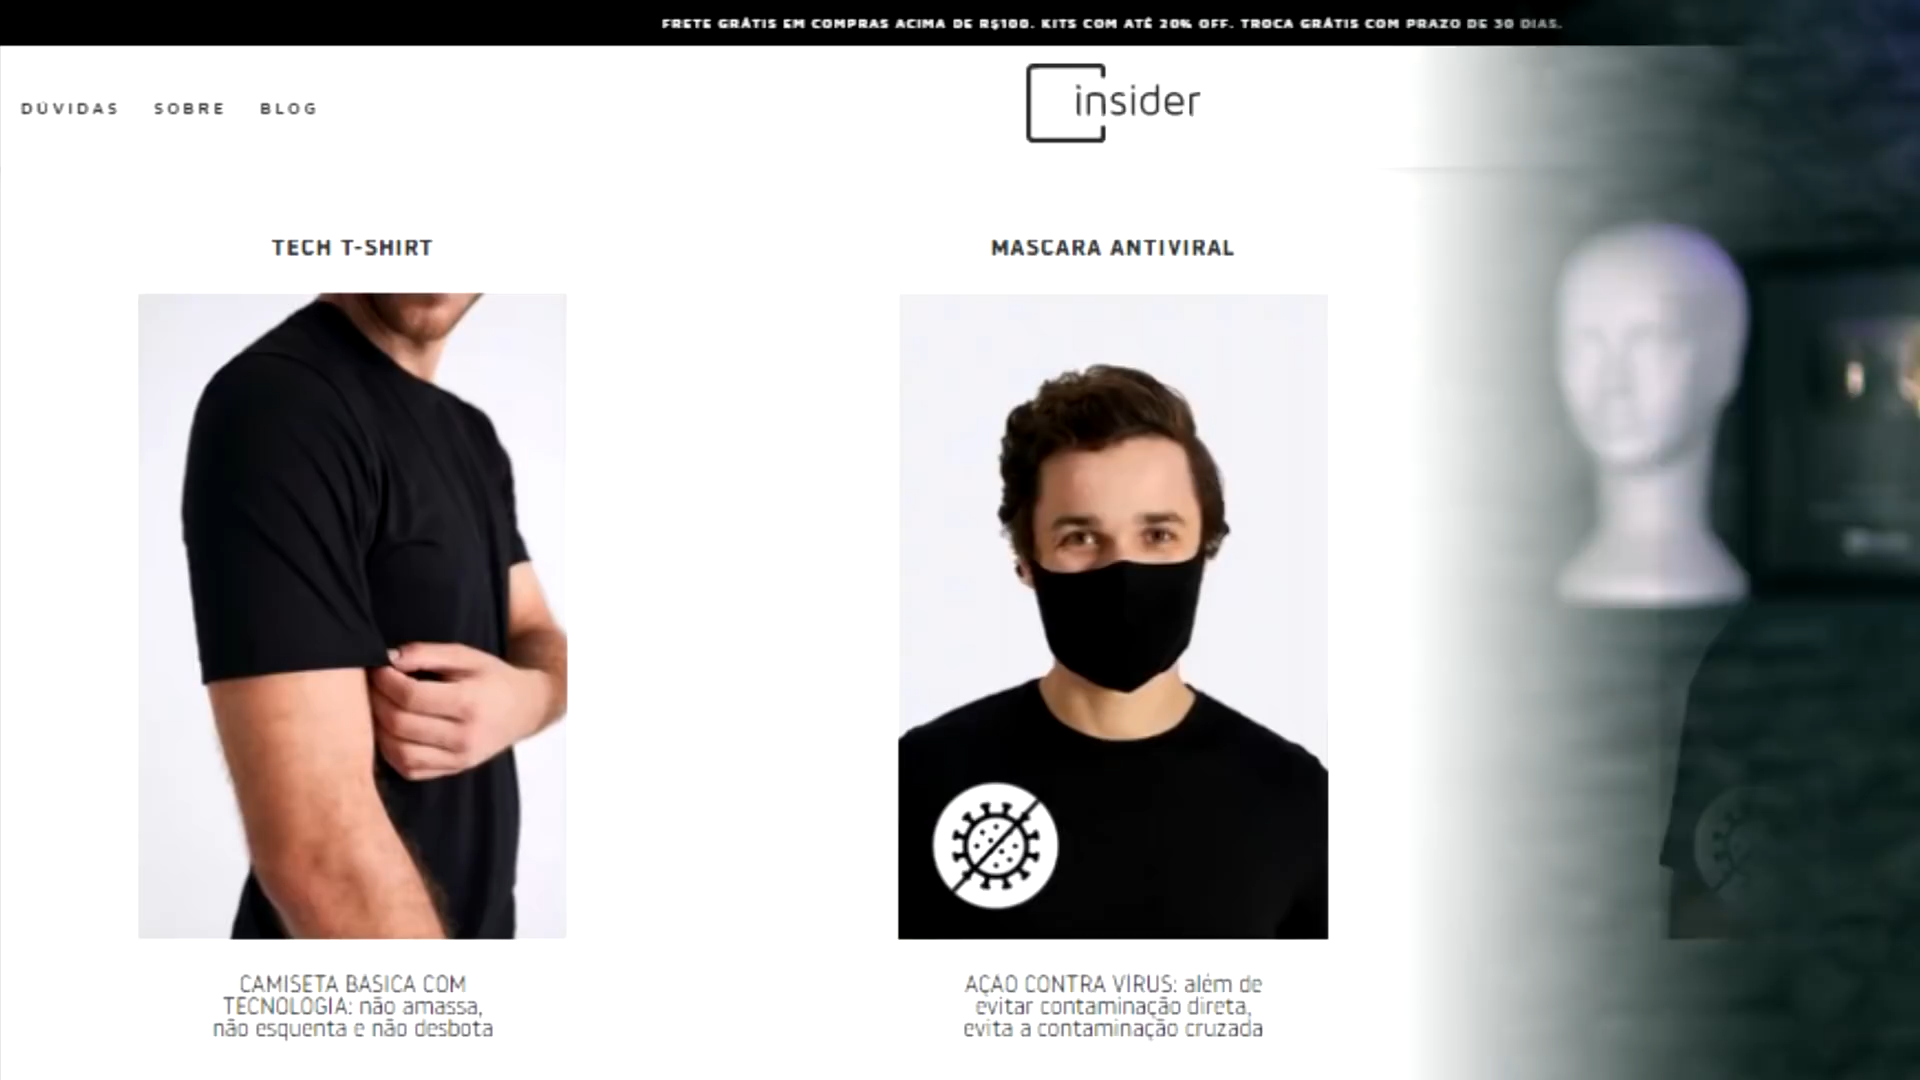 FRETE GRÁTIS EM COMPRAS ACIMA DE R$100. KITS COM ATÉ 20% OFF. TROCA GRÁTIS COM PRAZO DE 30 DIAS.
DÚVIDAS SOBRE BLOG
insider
TECH T-SHIRT
MASCARA ANTIVIRAL
CAMISETA BASICA COM
TECNOLOGIA: não amassa,
não esquenta e não desbota
AÇAO CONTRA VIRUS: além de
evitar contaminação direta,
evita a contaminação cruzada